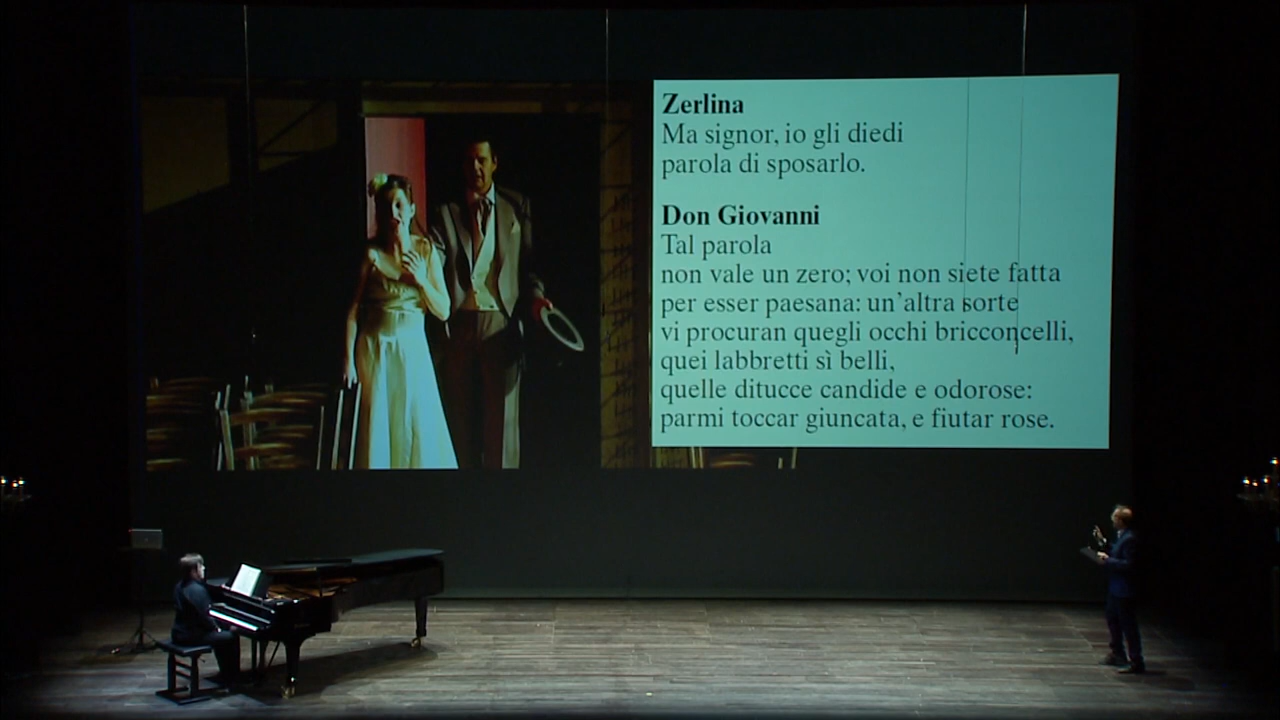 Zerlina
Ma signor, io gli diedi
parola di sposarlo.
Don Giovanni
Tal parola
non vale un zero; voi non siete fatta
per esser paesana: un'altra sorte
vi procuran quegli occhi bricconcelli,
quei labbretti sì belli,
quelle ditucce candide e odorose:
parmi toccar giuncata, e fiutar rose.